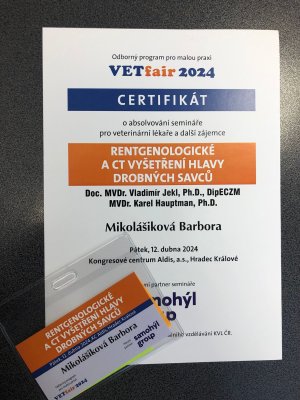 Odborný program pro malou praxi
VETfair 2024
CERTIFIKÁT
o absolvování semináře
pro veterinární lékaře a další zájemce
RENTGENOLOGICKÉ
A CT VYŠETŘENÍ HLAVY
DROBNÝCH SAVCŮ
Doc. MVDr. Vladimír Jekl, Ph.D., DipECZM
MVDr. Karel Hauptman, Ph.D.
Mikolášiková Barbora
Pátek, 12. dubna 2024
Kongresové centrum Aldis, a.s., Hradec Králové
partner semináře
samohýl
group
vzdělávání KVL ČR.
RENTGENOLOGICKÉ
A CT VYŠETŘENÍ HLAVY
DROBNÝCH SAVCŮ
Mikolášiková Barbora
VETfair 2024
samohýl
group